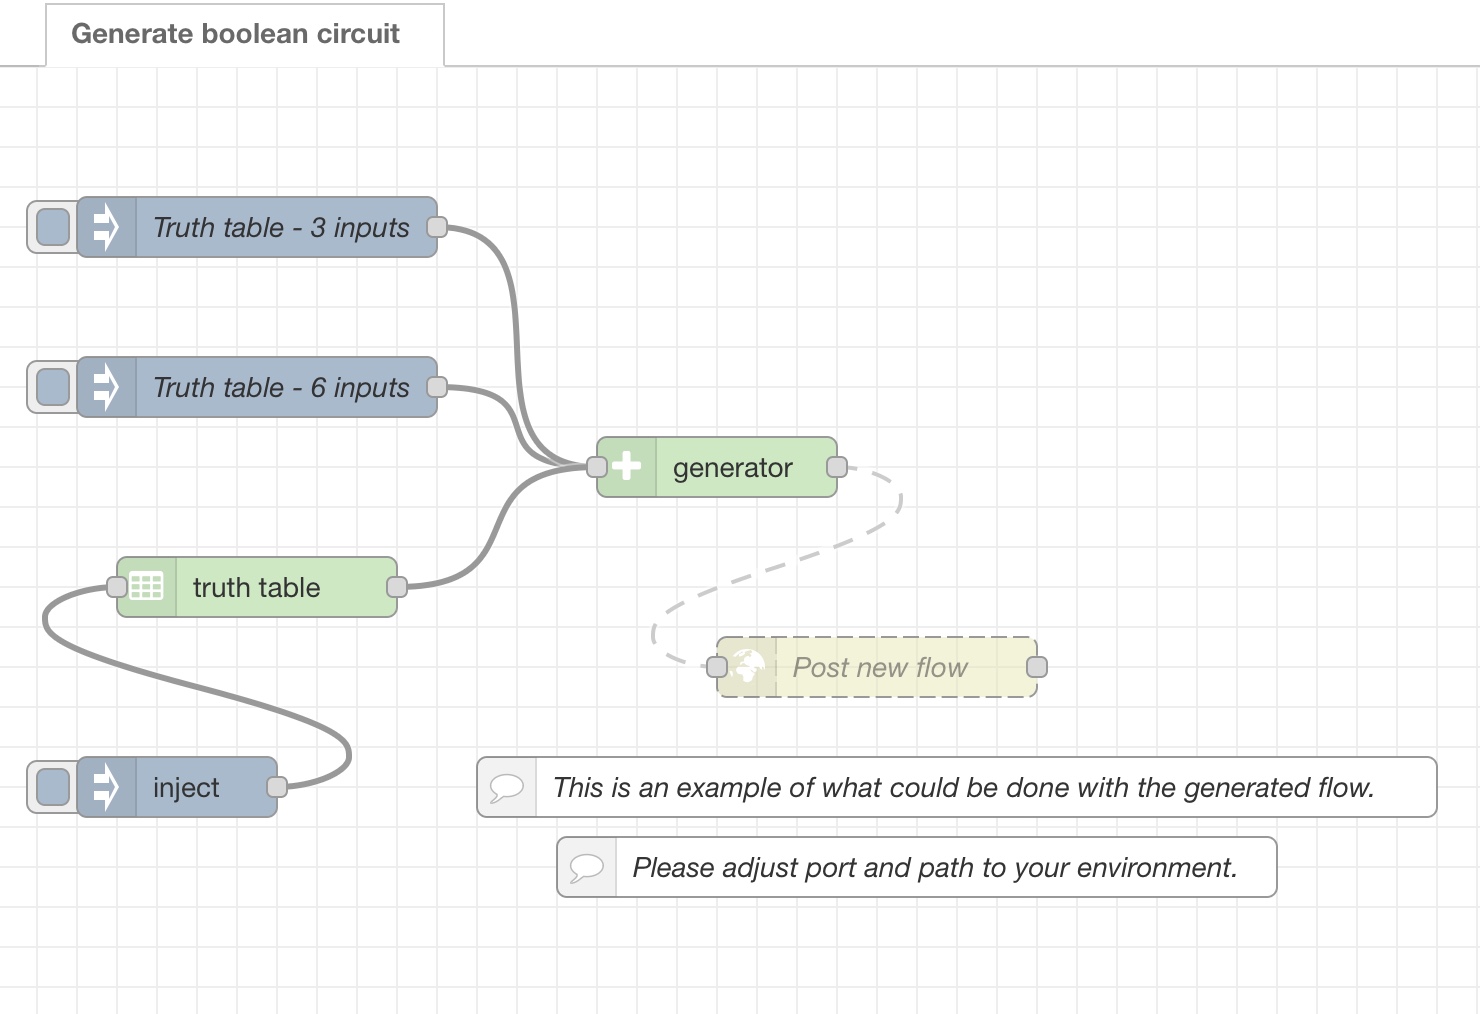 Generate boolean circuit
Truth table - 3 inputs
Truth table - 6 inputs
generator
truth table
Post new flow
inject
This is an example of what could be done with the generated flow.
Please adjust port and path to your environment.